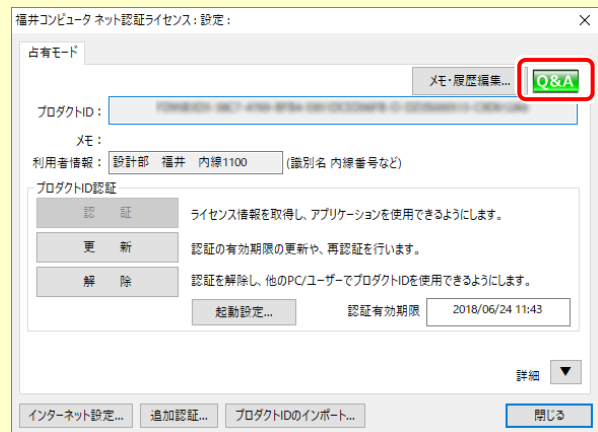 福井コンピュータ ネット認証ライセンス：設定：
占有モード
メモ・履歴編集... Q&A
プロダクトID：
メモ：
利用者情報： 設計部　福井　内線1100 (識別名 内線番号など)
プロダクトID認証
認　証 ライセンス情報を取得し、アプリケーションを使用できるようにします。
更　新 認証の有効期限の更新や、再認証を行います。
解　除 認証を解除し、他のPC/ユーザーでプロダクトIDを使用できるようにします。
起動設定... 認証有効期限 2018/06/24 11:43
詳細 ▼
インターネット設定... 追加認証... プロダクトIDのインポート... 閉じる